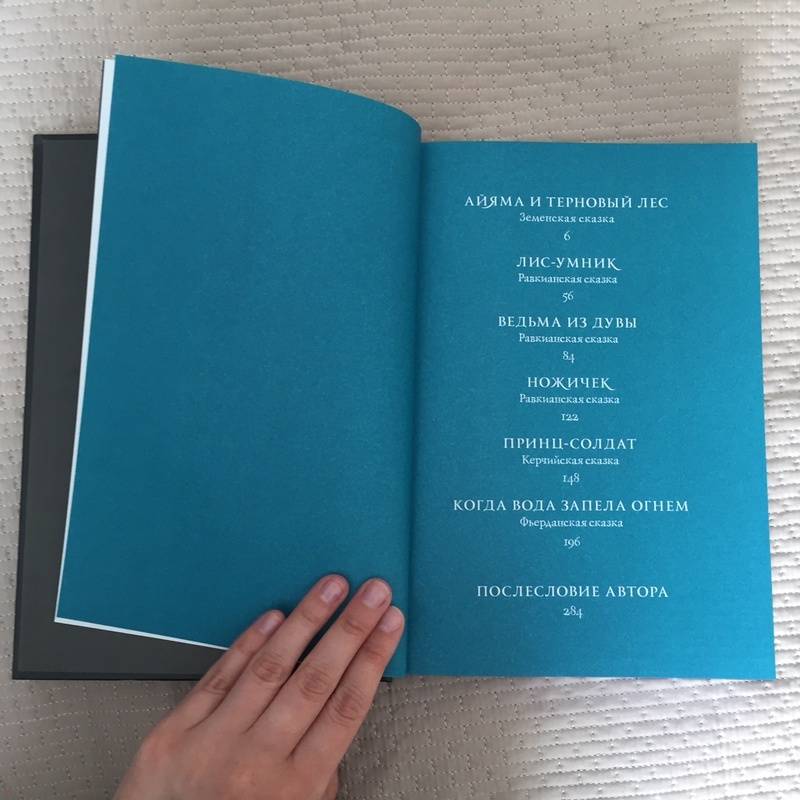 АЙЯМА И ТЕРНОВЫЙ ЛЕС
Земенская сказка
6
ЛИС-УМНИК
Равкианская сказка
56
ВЕДЬМА ИЗ ДУВЫ
Равкианская сказка
84
НОЖИЧЕК
Равкианская сказка
122
ПРИНЦ-СОЛДАТ
Керчийская сказка
148
КОГДА ВОДА ЗАПЕЛА ОГНЕМ
Фьерданская сказка
196
ПОСЛЕСЛОВИЕ АВТОРА
284